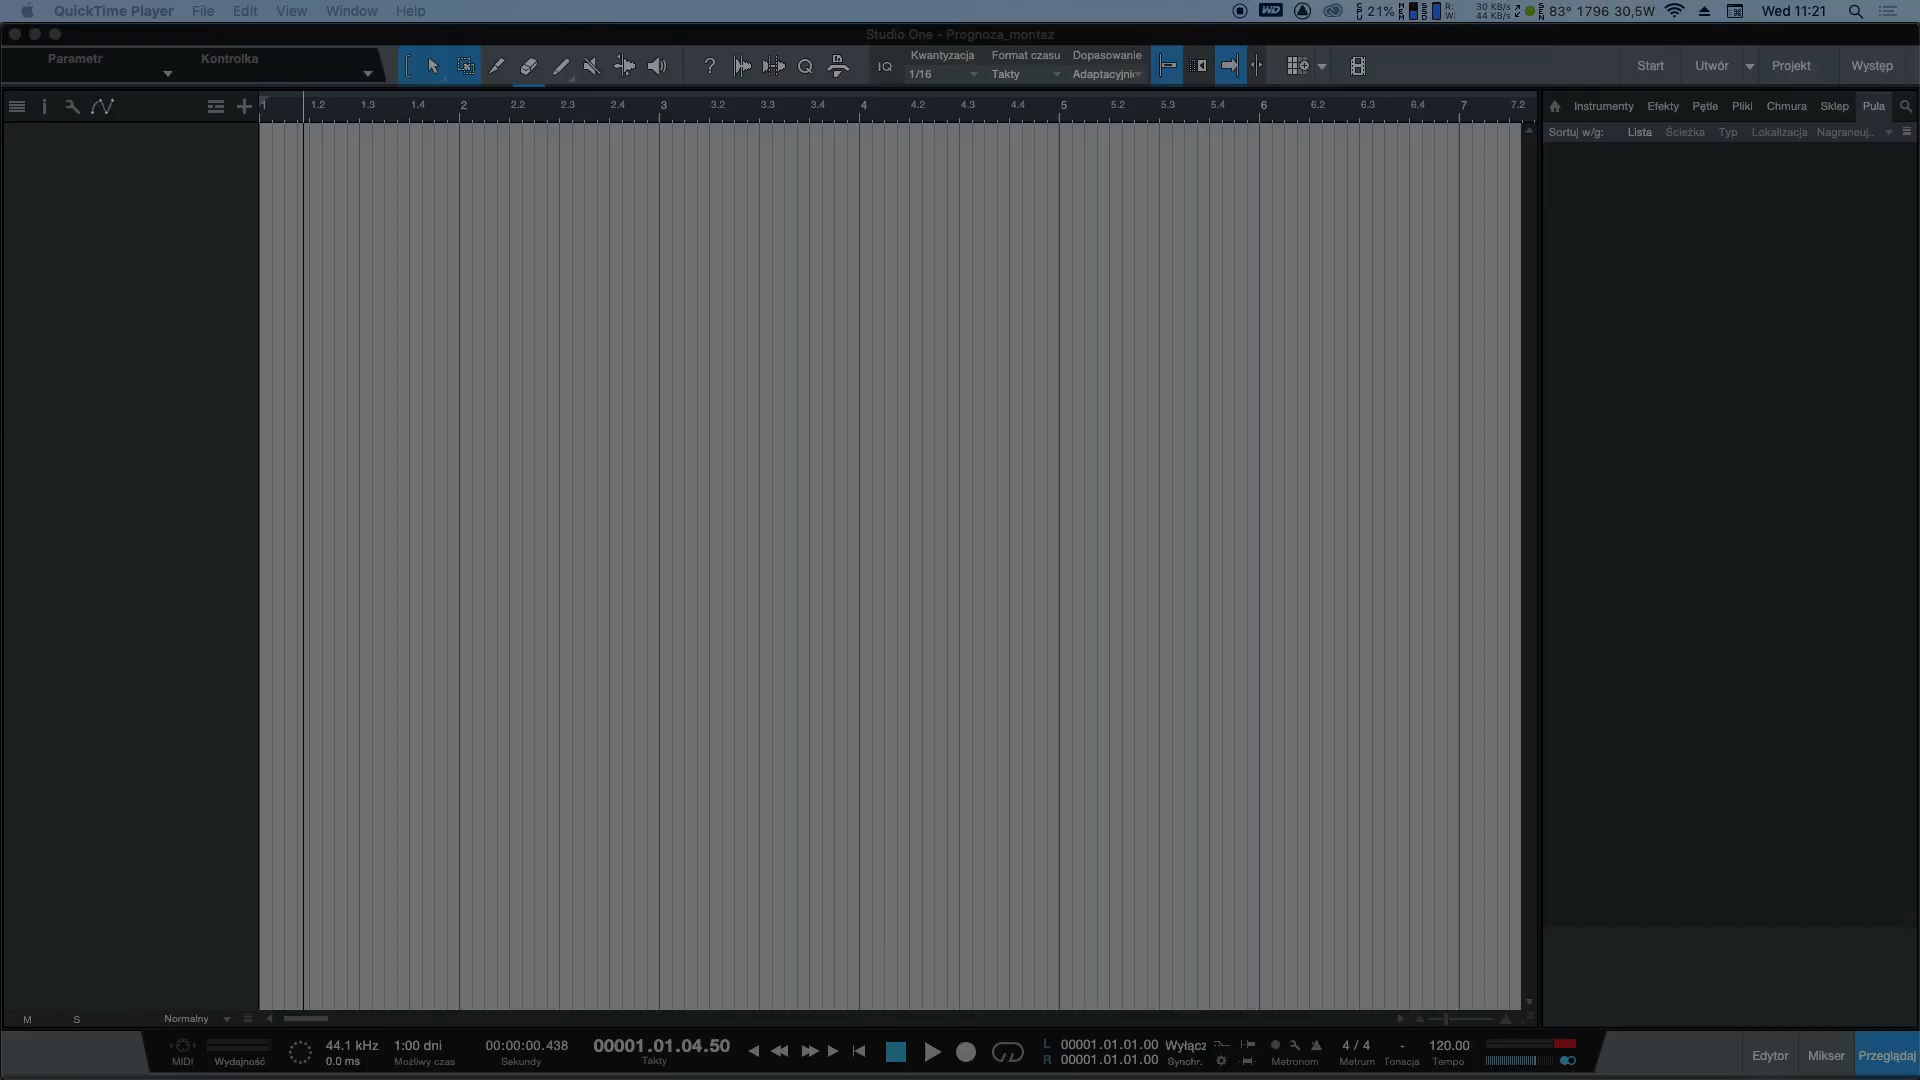 QuickTime Player File Edit View Window Help
21% 30 KB/s 44 KB/s 83° 1796 30,5W Wed 11:21
Studio One - Prognoza_montaz
Parametr Kontrolka
IQ Kwantyzacja Format czasu Dopasowanie
1/16 Takty Adaptacyjni
Start Utwór Projekt Występ
1 1.2 1.3 1.4 2 2.2 2.3 2.4 3 3.2 3.3 3.4 4 4.2 4.3 4.4 5 5.2 5.3 5.4 6 6.2 6.3 6.4 7 7.2
Instrumenty Efekty Pętle Pliki Chmura Sklep Pula
Sortuj w/g: Lista Ścieżka Typ Lokalizacja Nagraneuj..
M S Normalny
MIDI Wydajność
44.1 kHz
0.0 ms
1:00 dni
Możliwy czas
00:00:00.438
Sekundy
00001.01.04.50
Takty
L 00001.01.01.00
R 00001.01.01.00
Wyłącz
Synchr.
Metronom
4 / 4
Metrum
-
Tonacja
120.00
Tempo
Edytor Mikser Przeglądaj